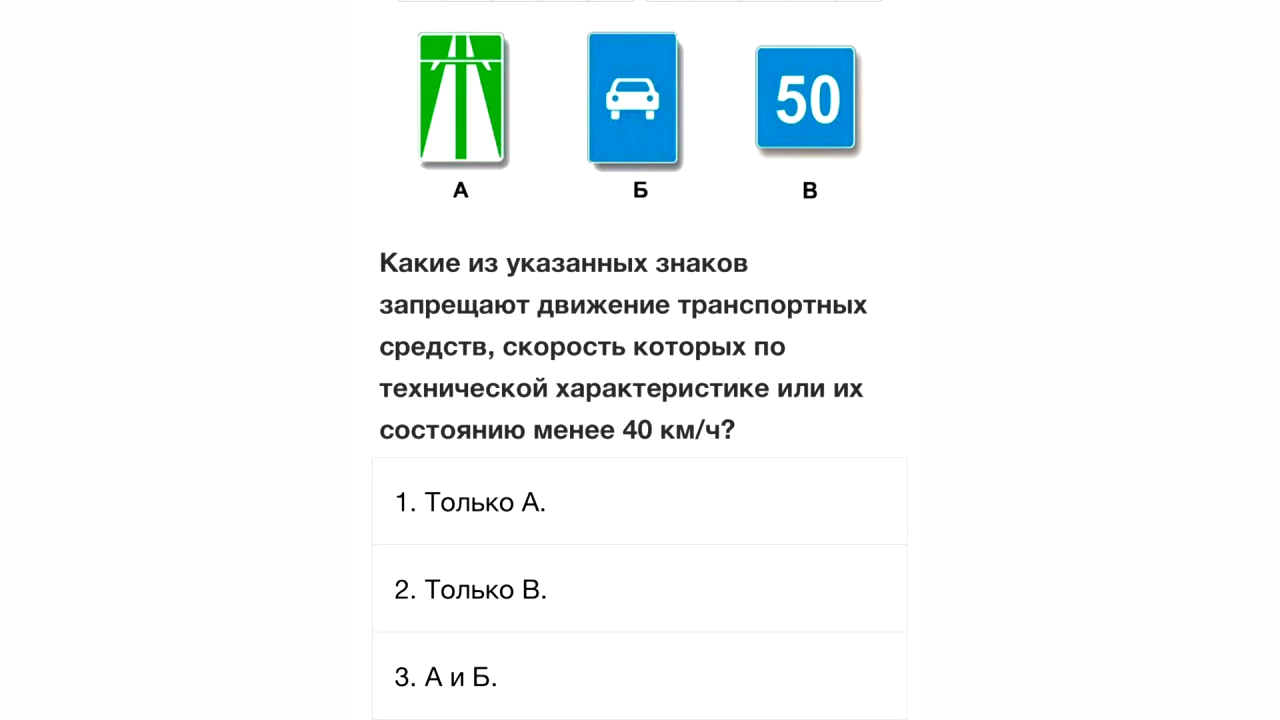 50
А Б В
Какие из указанных знаков
запрещают движение транспортных
средств, скорость которых по
технической характеристике или их
состоянию менее 40 км/ч?
1. Только А.
2. Только В.
3. А и Б.